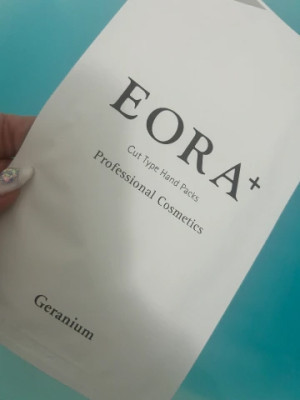 EORA+
Cut Type Hand Packs
Professional Cosmetics
Geranium